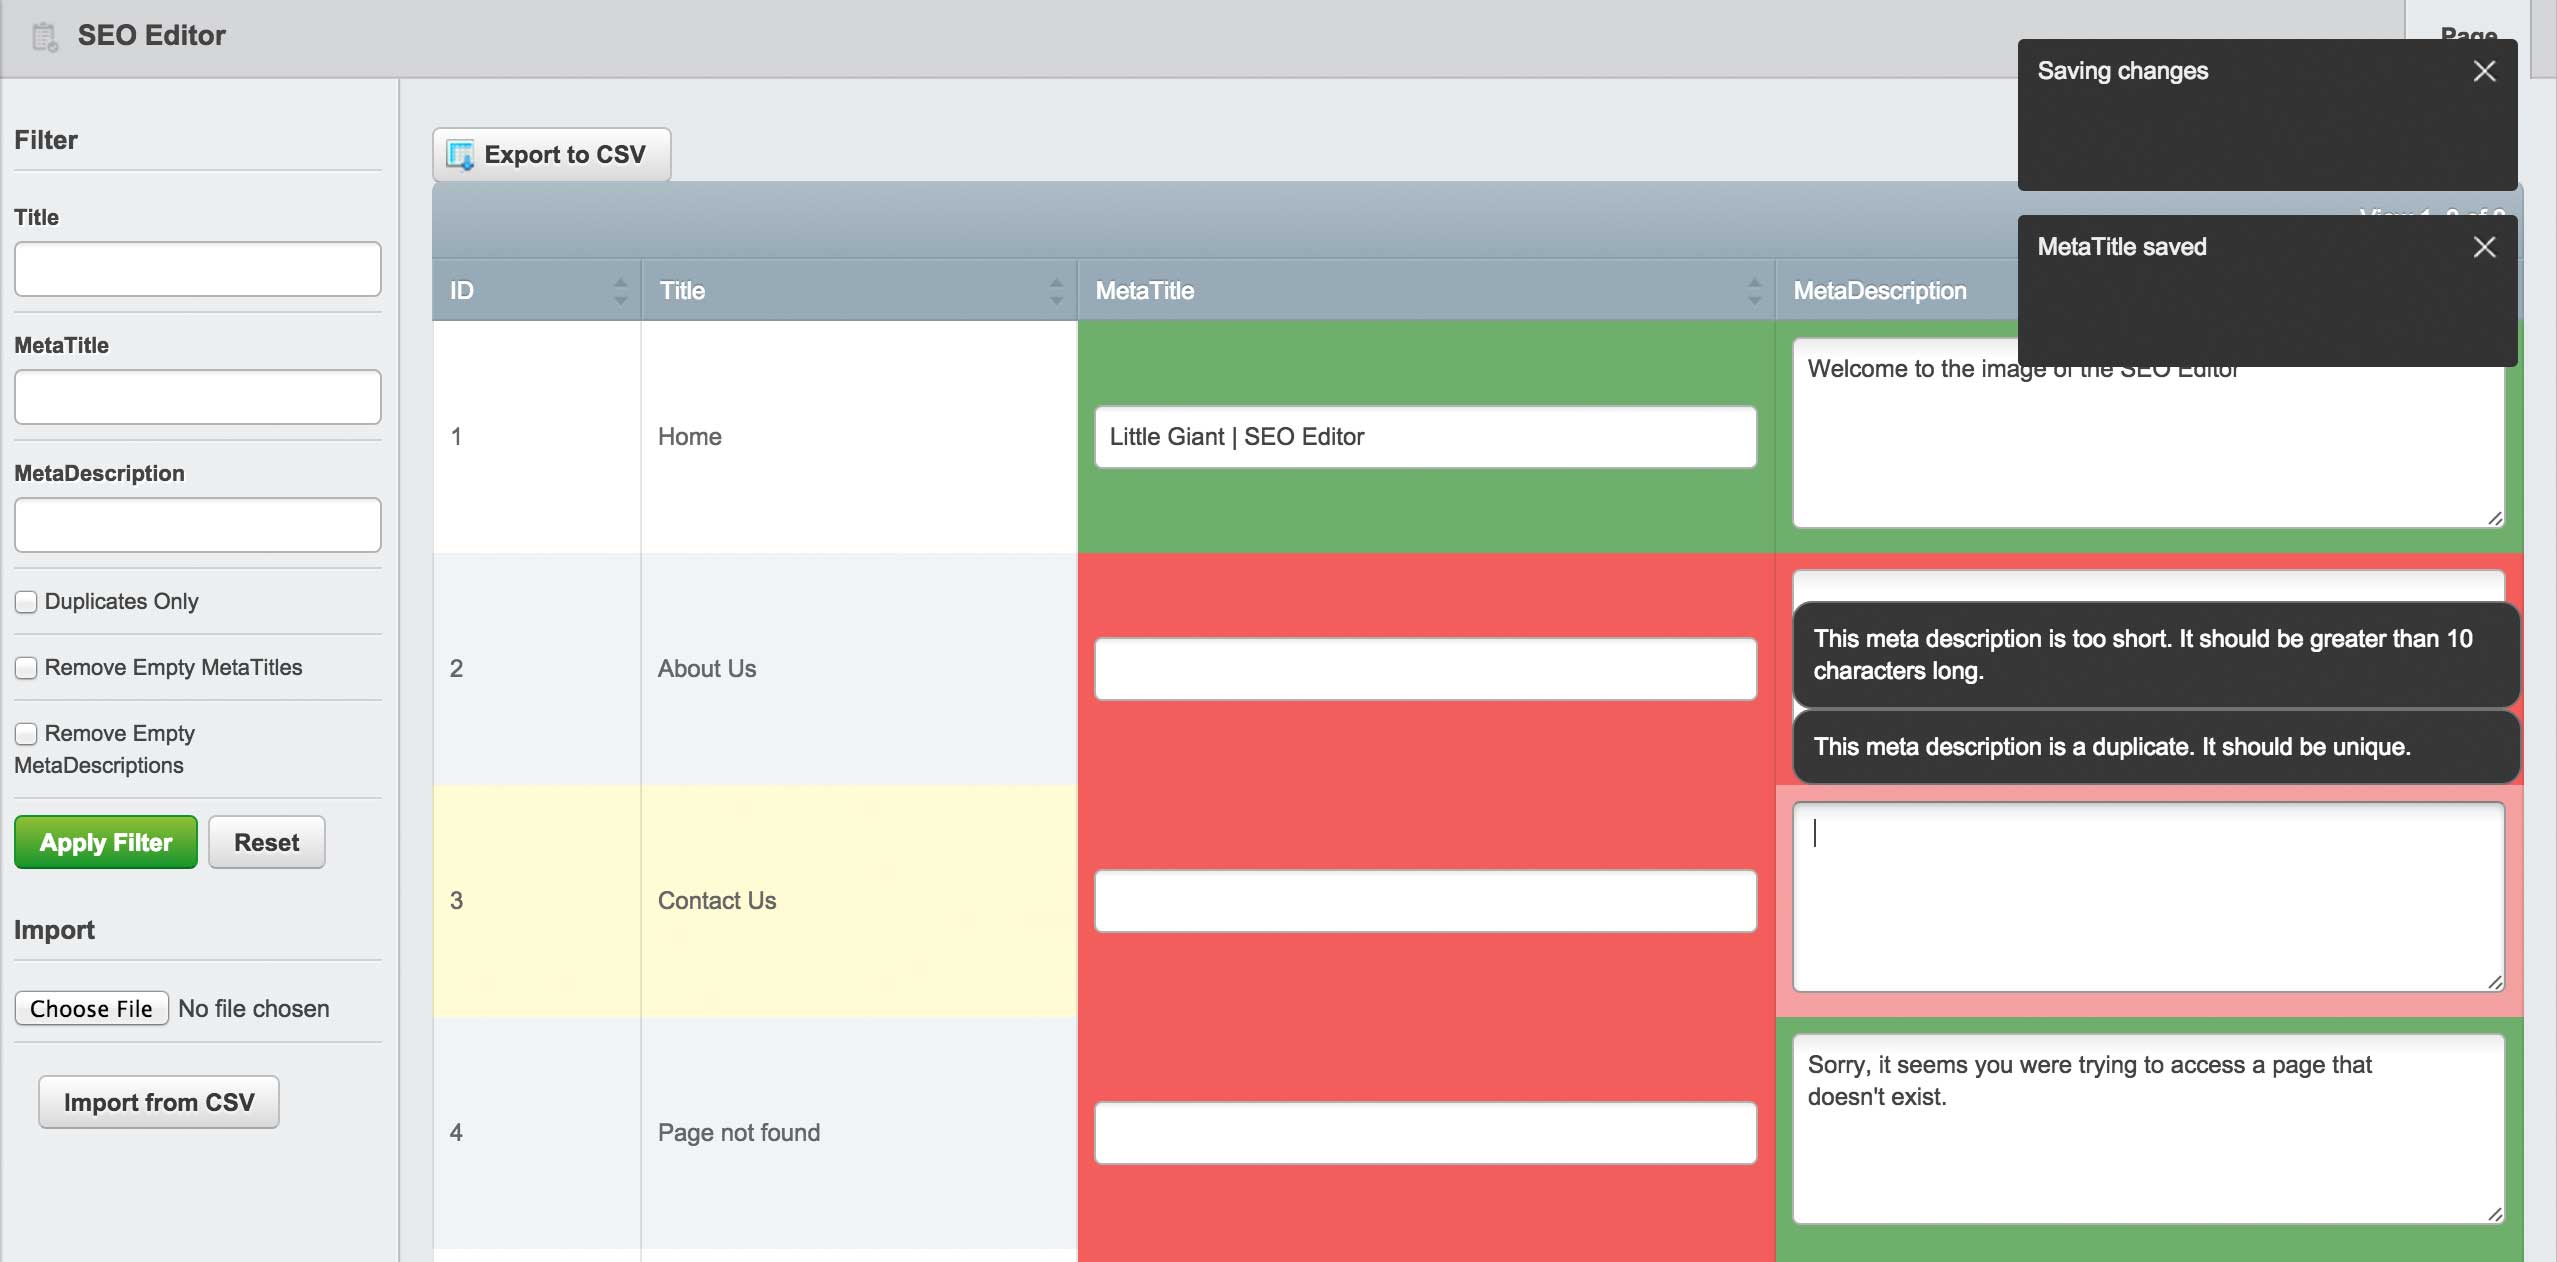 SEO Editor
Page
Saving changes
Filter
Export to CSV
Title
MetaTitle saved
ID
Title
MetaTitle
MetaDescription
MetaTitle
Welcome to the image of the SEO Editor
1
Home
Little Giant | SEO Editor
MetaDescription
Duplicates Only
Remove Empty MetaTitles
2
About Us
This meta description is too short. It should be greater than 10
characters long.
Remove Empty
MetaDescriptions
This meta description is a duplicate. It should be unique.
Apply Filter
Reset
3
Contact Us
Import
Choose File
No file chosen
Import from CSV
4
Page not found
Sorry, it seems you were trying to access a page that
doesn't exist.